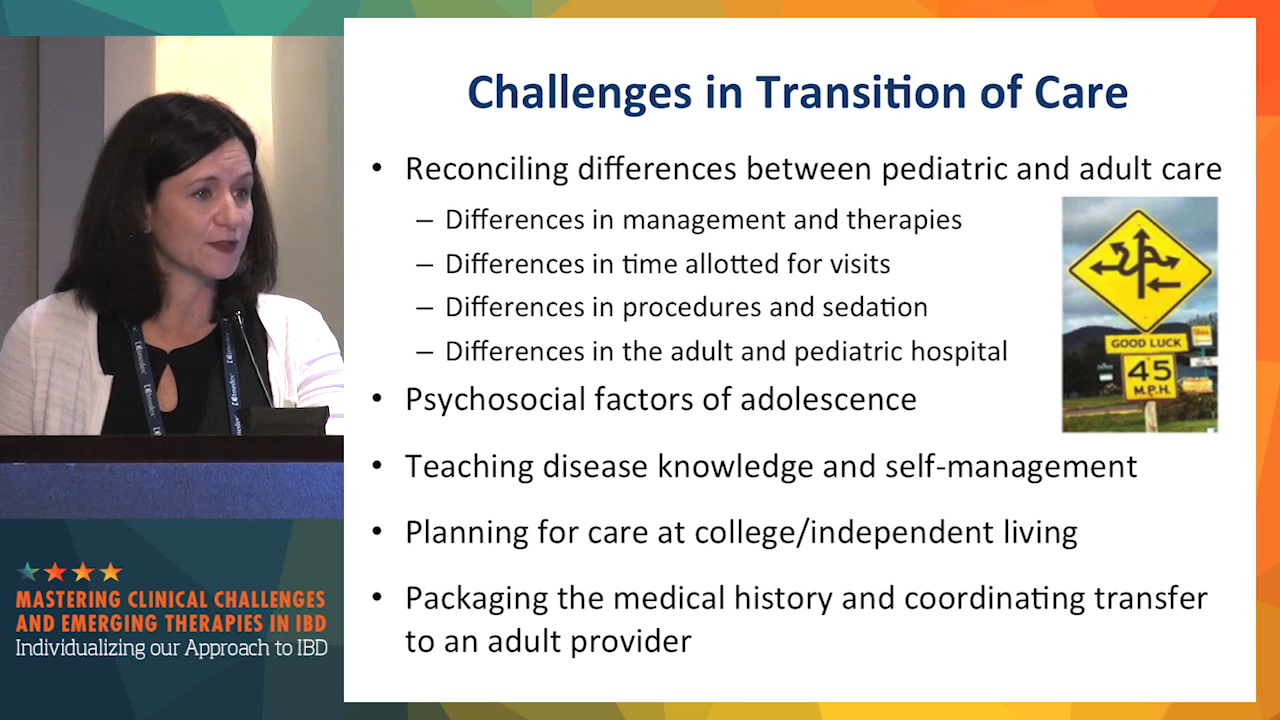 Challenges in Transition of Care
• Reconciling differences between pediatric and adult care
– Differences in management and therapies
– Differences in time allotted for visits
– Differences in procedures and sedation
– Differences in the adult and pediatric hospital
GOOD LUCK
45
M.P.H.
• Psychosocial factors of adolescence
• Teaching disease knowledge and self-management
• Planning for care at college/independent living
• Packaging the medical history and coordinating transfer
to an adult provider
MASTERING CLINICAL CHALLENGES
AND EMERGING THERAPIES IN IBD
Individualizing our Approach to IBD